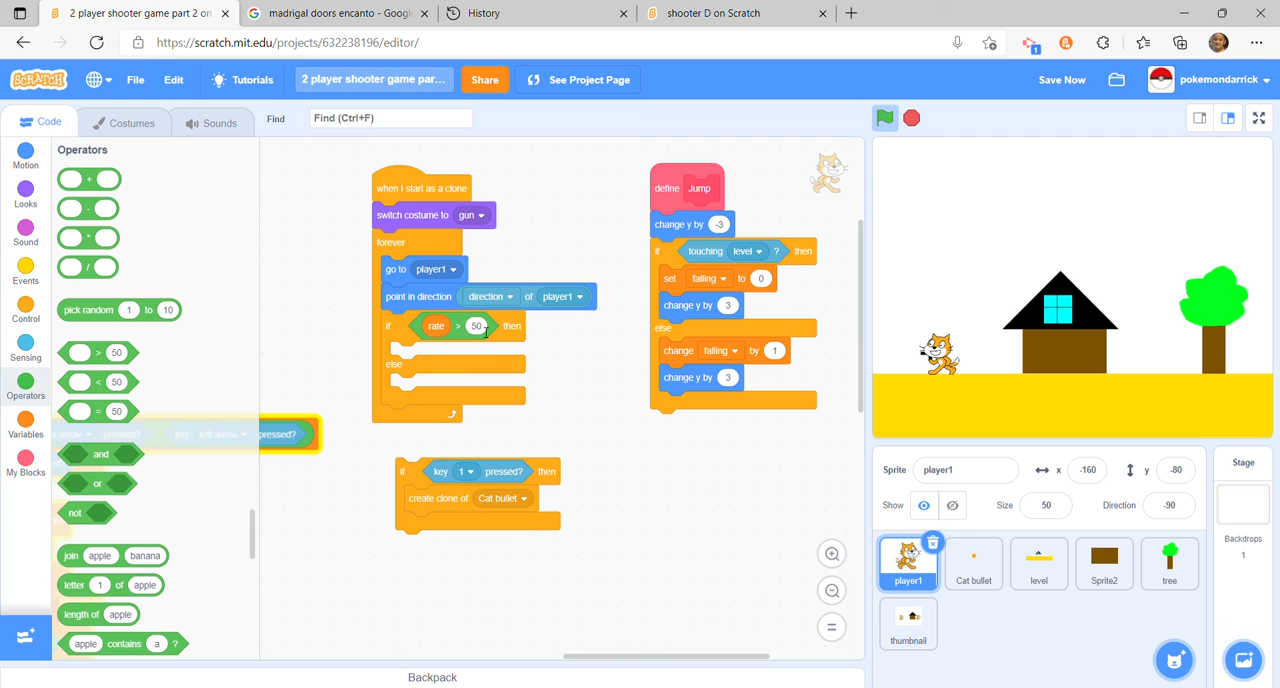 2 player shooter game part 2 on
madrigal doors encanto - Google
History
shooter D on Scratch
https://scratch.mit.edu/projects/632238196/editor/
1
SCRATCH
File
Edit
Tutorials
2 player shooter game par...
Share
See Project Page
Save Now
pokemondarrick
Code
Costumes
Sounds
Find
Find (Ctrl+F)
Motion
Looks
Sound
Events
Control
Sensing
Operators
Variables
My Blocks
Operators
+
-
*
/
pick random 1 to 10
> 50
< 50
= 50
and
or
not
join apple banana
letter 1 of apple
length of apple
apple contains a ?
pressed?
key left arrow pressed?
when I start as a clone
switch costume to gun
forever
go to player1
point in direction direction of player1
if rate > 50 then
else
if key 1 pressed? then
create clone of Cat bullet
define Jump
change y by -3
if touching level ? then
set falling to 0
change y by 3
else
change falling by 1
change y by 3
Backpack
Sprite player1 x -160 y -80
Show Size 50 Direction -90
player1
Cat bullet
level
Sprite2
tree
thumbnail
Stage
Backdrops
1